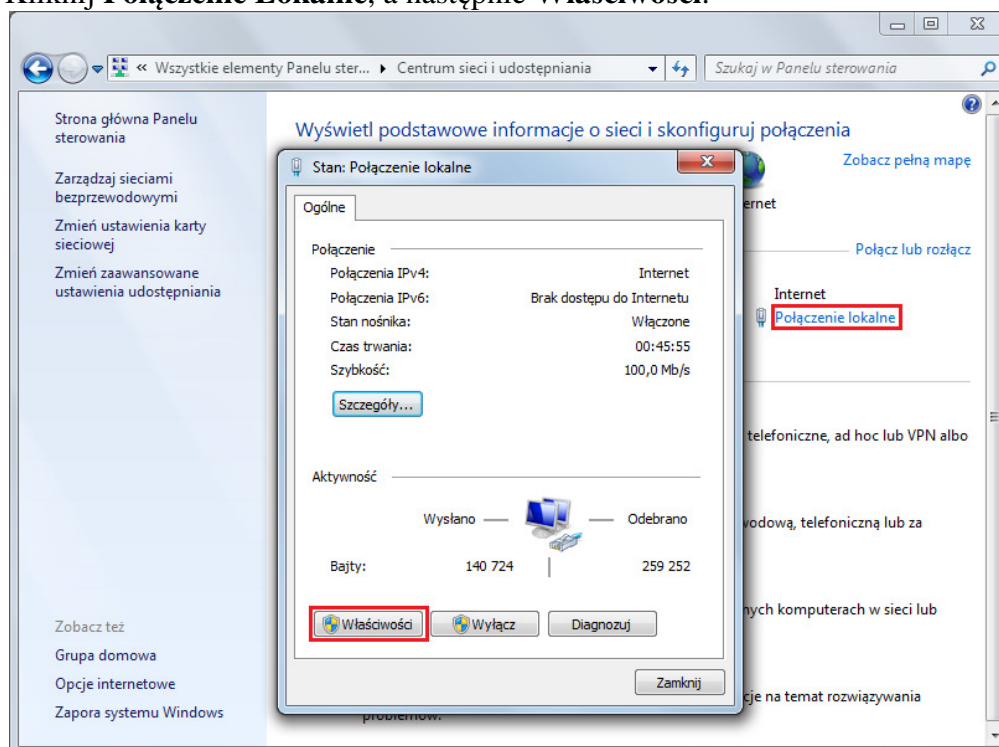 Kliknij Połączenie Lokalne, a następnie Właściwości.
« Wszystkie elementy Panelu ster... ▸ Centrum sieci i udostępniania
Szukaj w Panelu sterowania
Strona główna Panelu
sterowania
Zarządzaj sieciami
bezprzewodowymi
Zmień ustawienia karty
sieciowej
Zmień zaawansowane
ustawienia udostępniania
Zobacz też
Grupa domowa
Opcje internetowe
Zapora systemu Windows
Wyświetl podstawowe informacje o sieci i skonfiguruj połączenia
Zobacz pełną mapę
ernet
Połącz lub rozłącz
Internet
Połączenie lokalne
telefoniczne, ad hoc lub VPN albo
wodową, telefoniczną lub za
nych komputerach w sieci lub
cje na temat rozwiązywania
problemów.
Stan: Połączenie lokalne
Ogólne
Połączenie
Połączenia IPv4: Internet
Połączenia IPv6: Brak dostępu do Internetu
Stan nośnika: Włączone
Czas trwania: 00:45:55
Szybkość: 100,0 Mb/s
Szczegóły...
Aktywność
Wysłano — — Odebrano
Bajty: 140 724 | 259 252
Właściwości Wyłącz Diagnozuj
Zamknij